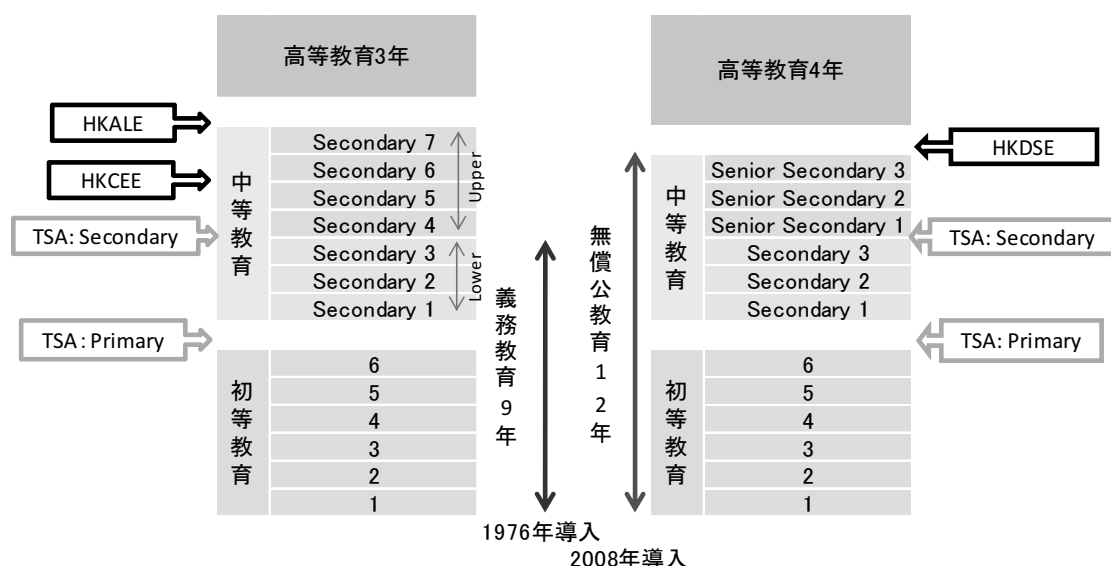 高等教育3年
HKALE
HKCEE
TSA: Secondary
TSA: Primary
中等教育
Secondary 7
Secondary 6
Secondary 5
Secondary 4
Secondary 3
Secondary 2
Secondary 1
Upper
Lower
初等教育
6
5
4
3
2
1
義務教育9年
1976年導入
無償公教育12年
2008年導入
高等教育4年
中等教育
Senior Secondary 3
Senior Secondary 2
Senior Secondary 1
Secondary 3
Secondary 2
Secondary 1
初等教育
6
5
4
3
2
1
HKDSE
TSA: Secondary
TSA: Primary